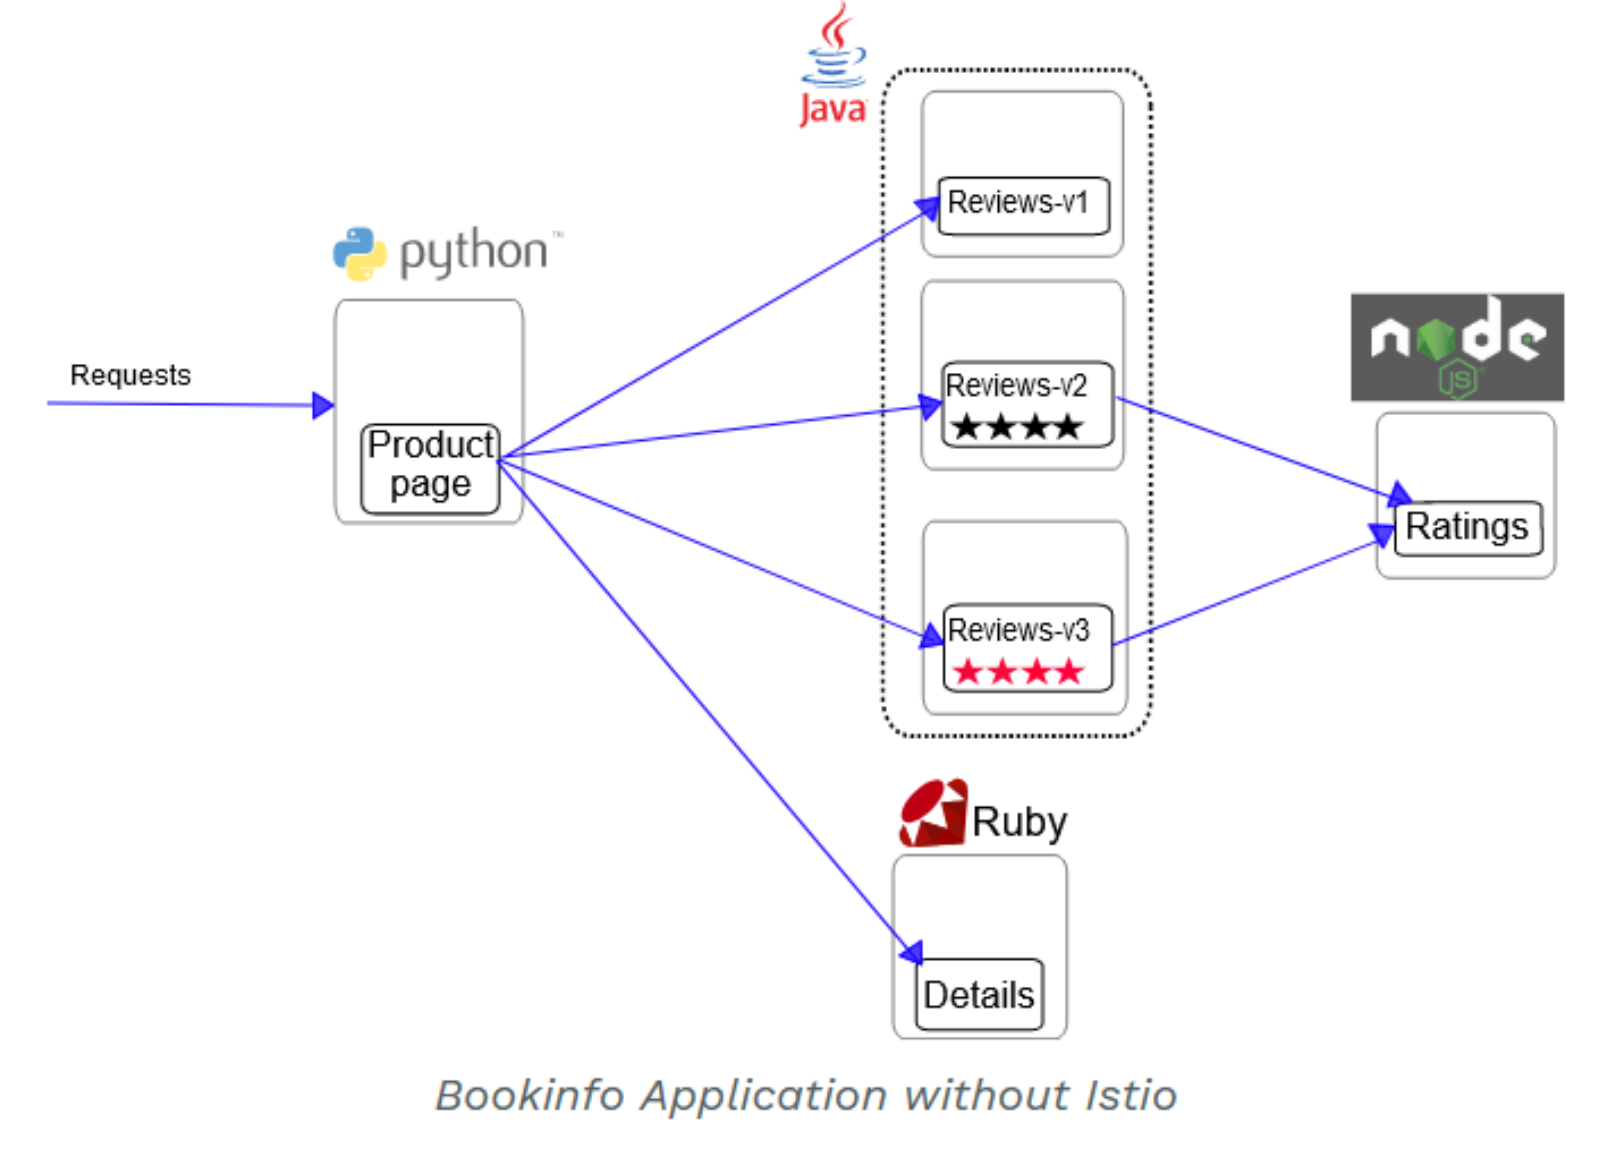 Java
Reviews-v1
python™
Requests
Product
page
Reviews-v2
★★★★
node
JS
Ratings
Reviews-v3
★★★★
Ruby
Details
Bookinfo Application without Istio